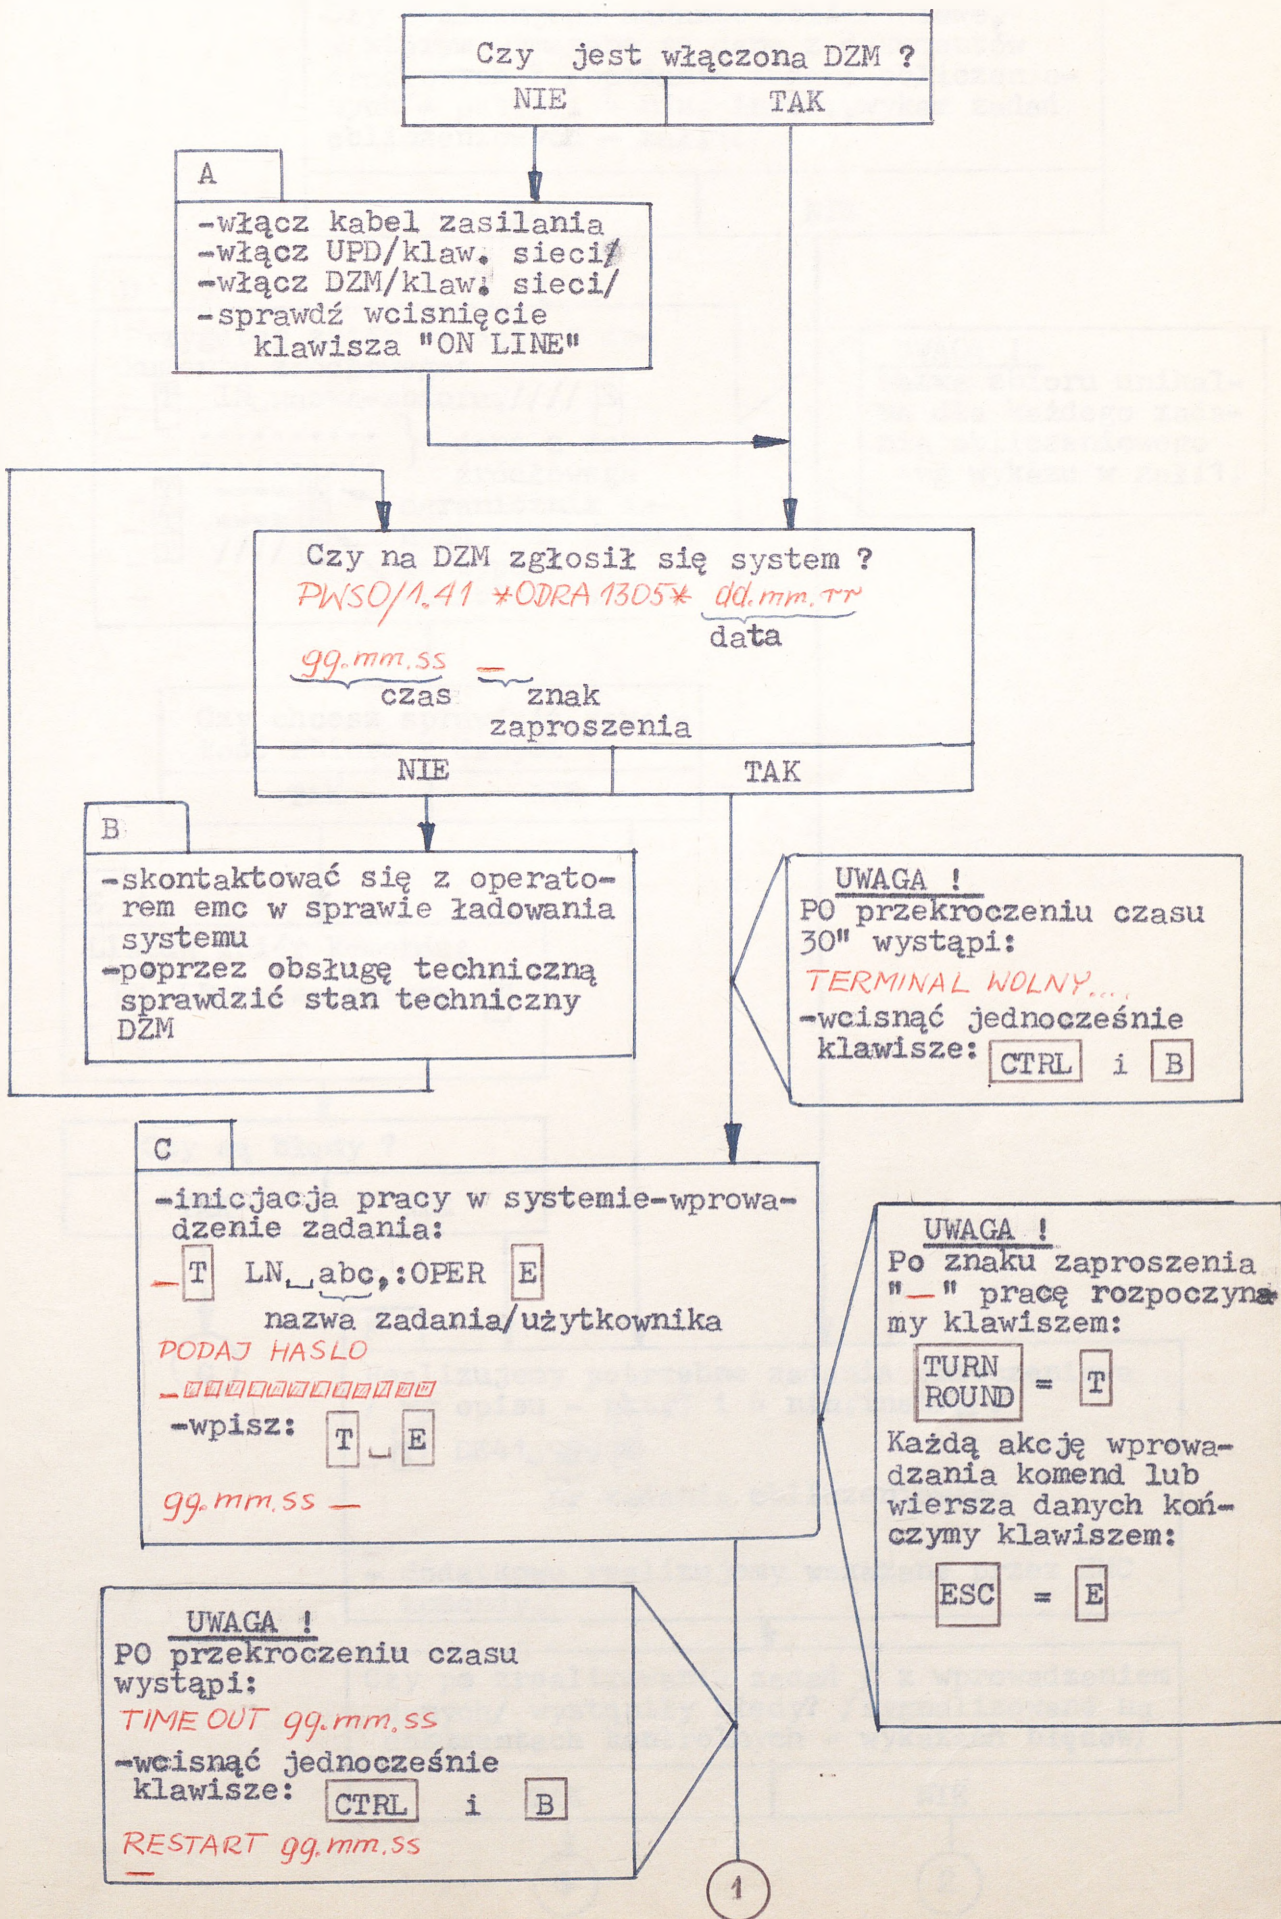 Czy jest włączona DZM ?
NIE TAK
A
-włącz kabel zasilania
-włącz UPD/klaw. sieci/
-włącz DZM/klaw. sieci/
-sprawdź wcisnięcie
klawisza "ON LINE"
Czy na DZM zgłosił się system ?
PWSO/1.41 *ODRA 1305* dd.mm.rr
data
gg.mm.ss _
czas znak
zaproszenia
NIE TAK
B
-skontaktować się z operato-
rem emc w sprawie ładowania
systemu
-poprzez obsługę techniczną
sprawdzić stan techniczny
DZM
UWAGA !
PO przekroczeniu czasu
30" wystąpi:
TERMINAL WOLNY....
-wcisnąć jednocześnie
klawisze: CTRL i B
C
-inicjacja pracy w systemie-wprowa-
dzenie zadania:
_ T LN␣abc,:OPER E
nazwa zadania/użytkownika
PODAJ HASLO
-wpisz: T ␣ E
gg.mm.ss _
UWAGA !
Po znaku zaproszenia
"_" pracę rozpoczyna
my klawiszem:
TURN
ROUND = T
Każdą akcję wprowa-
dzania komend lub
wiersza danych koń-
czymy klawiszem:
ESC = E
UWAGA !
PO przekroczeniu czasu
wystąpi:
TIME OUT gg.mm.ss
-wcisnąć jednocześnie
klawisze: CTRL i B
RESTART gg.mm.ss
_
1